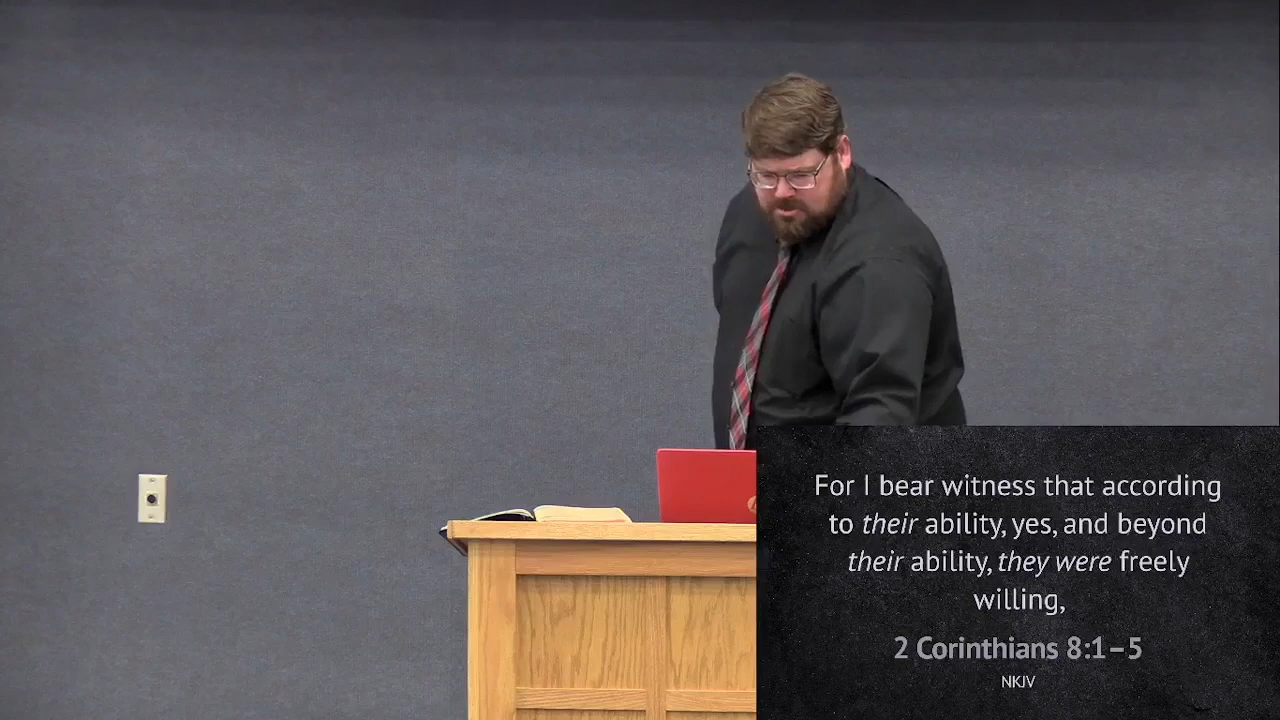 For I bear witness that according
to their ability, yes, and beyond
their ability, they were freely
willing,
2 Corinthians 8:1–5
NKJV